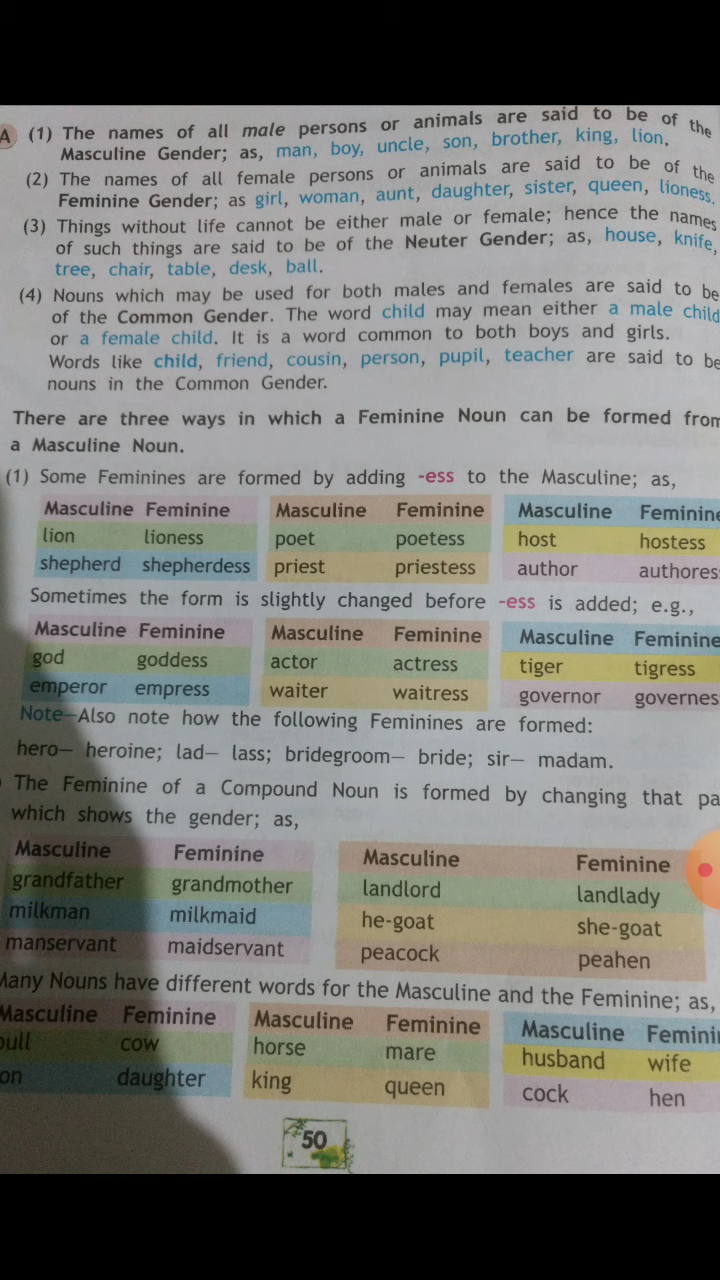 A (1) The names of all male persons or animals are said to be of the
Masculine Gender; as, man, boy, uncle, son, brother, king, lion.
(2) The names of all female persons or animals are said to be of the
Feminine Gender; as girl, woman, aunt, daughter, sister, queen, lioness.
(3) Things without life cannot be either male or female; hence the names
of such things are said to be of the Neuter Gender; as, house, knife,
tree, chair, table, desk, ball.
(4) Nouns which may be used for both males and females are said to be
of the Common Gender. The word child may mean either a male child
or a female child. It is a word common to both boys and girls.
Words like child, friend, cousin, person, pupil, teacher are said to be
nouns in the Common Gender.
There are three ways in which a Feminine Noun can be formed from
a Masculine Noun.
(1) Some Feminines are formed by adding -ess to the Masculine; as,
Masculine Feminine Masculine Feminine Masculine Feminine
lion lioness poet poetess host hostess
shepherd shepherdess priest priestess author authores
Sometimes the form is slightly changed before -ess is added; e.g.,
Masculine Feminine Masculine Feminine Masculine Feminine
god goddess actor actress tiger tigress
emperor empress waiter waitress governor governes
Note–Also note how the following Feminines are formed:
hero— heroine; lad— lass; bridegroom— bride; sir— madam.
The Feminine of a Compound Noun is formed by changing that pa
which shows the gender; as,
Masculine Feminine Masculine Feminine
grandfather grandmother landlord landlady
milkman milkmaid he-goat she-goat
manservant maidservant peacock peahen
Many Nouns have different words for the Masculine and the Feminine; as,
Masculine Feminine Masculine Feminine Masculine Femini
bull cow horse mare husband wife
on daughter king queen cock hen
50